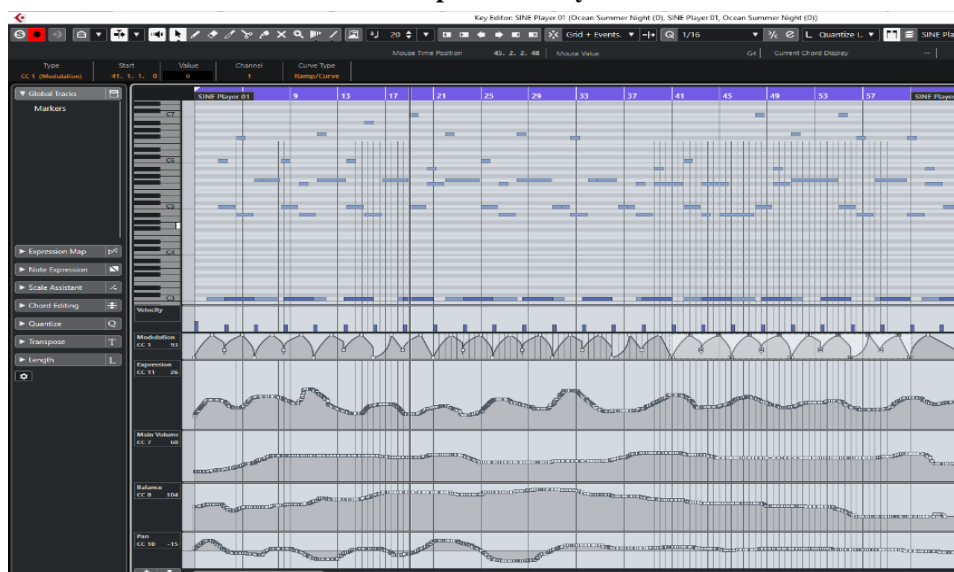 Key Editor: SINE Player 01 (Ocean Summer Night (D), SINE Player 01, Ocean Summer Night (D))
S 20 Grid + Events. 1/16 L Quantize L. SINE Pla
Mouse Time Position 45. 2. 2. 48 Mouse Value G4 Current Chord Display --
Type Start Value Channel Curve Type
CC 1 (Modulation) 41. 1. 1. 0 0 1 Ramp/Curve
Global Tracks
Markers
Expression Map
Note Expression
Scale Assistant
Chord Editing
Quantize Q
Transpose T
Length L
SINE Player 01 9 13 17 21 25 29 33 37 41 45 49 53 57 SINE Player
C7
C6
C5
C4
C3
Velocity
Modulation
CC 1 93
Expression
CC 11 26
Main Volume
CC 7 60
Balance
CC 8 104
Pan
CC 10 -15